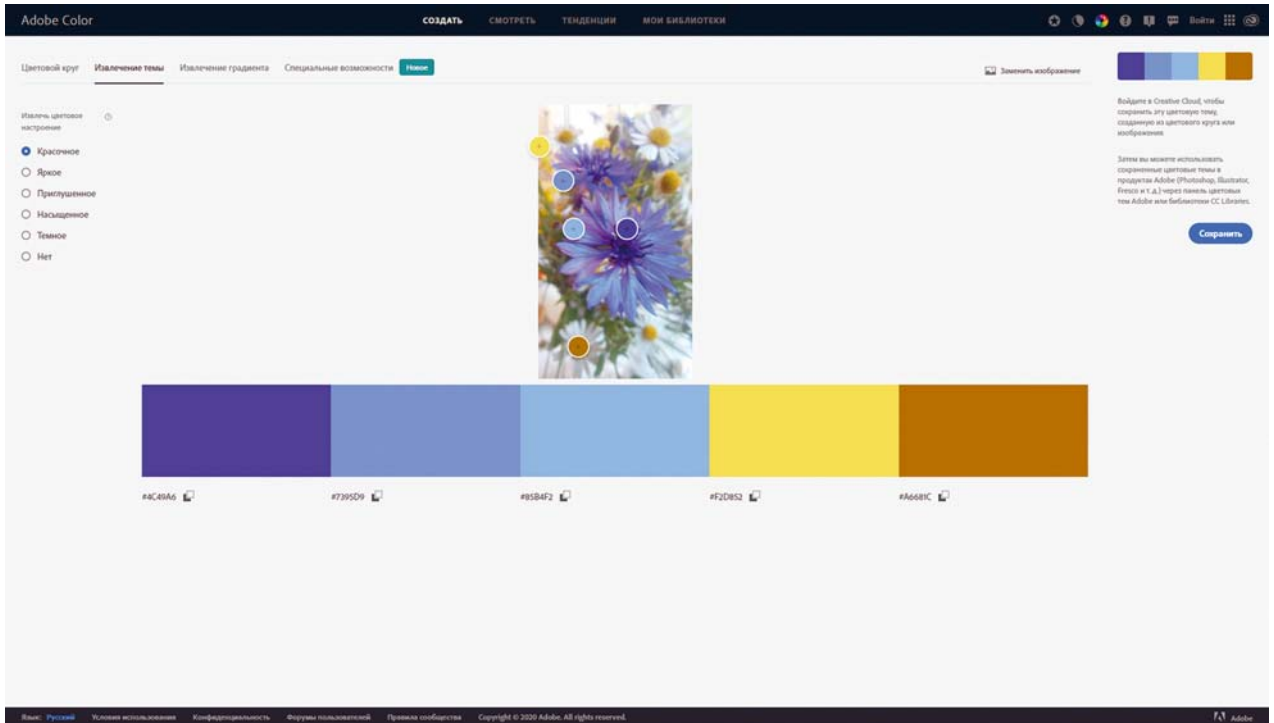 Adobe Color
СОЗДАТЬ СМОТРЕТЬ ТЕНДЕНЦИИ МОИ БИБЛИОТЕКИ
Войти
Цветовой круг Извлечение темы Извлечение градиента Специальные возможности Новое
Заменить изображение
Извлечь цветовое
настроение
Красочное
Яркое
Приглушенное
Насыщенное
Темное
Нет
Войдите в Creative Cloud, чтобы
сохранить эту цветовую тему,
созданную из цветового круга или
изображения.
Затем вы можете использовать
сохраненные цветовые темы в
продуктах Adobe (Photoshop, Illustrator,
Fresco и т. д.) через панель цветовых
тем Adobe или библиотеки CC Libraries.
Сохранить
#4C49A6 #7395D9 #85B4F2 #F2D852 #A6681C
Язык: Русский Условия использования Конфиденциальность Форумы пользователей Правила сообщества Copyright © 2020 Adobe. All rights reserved.
Adobe